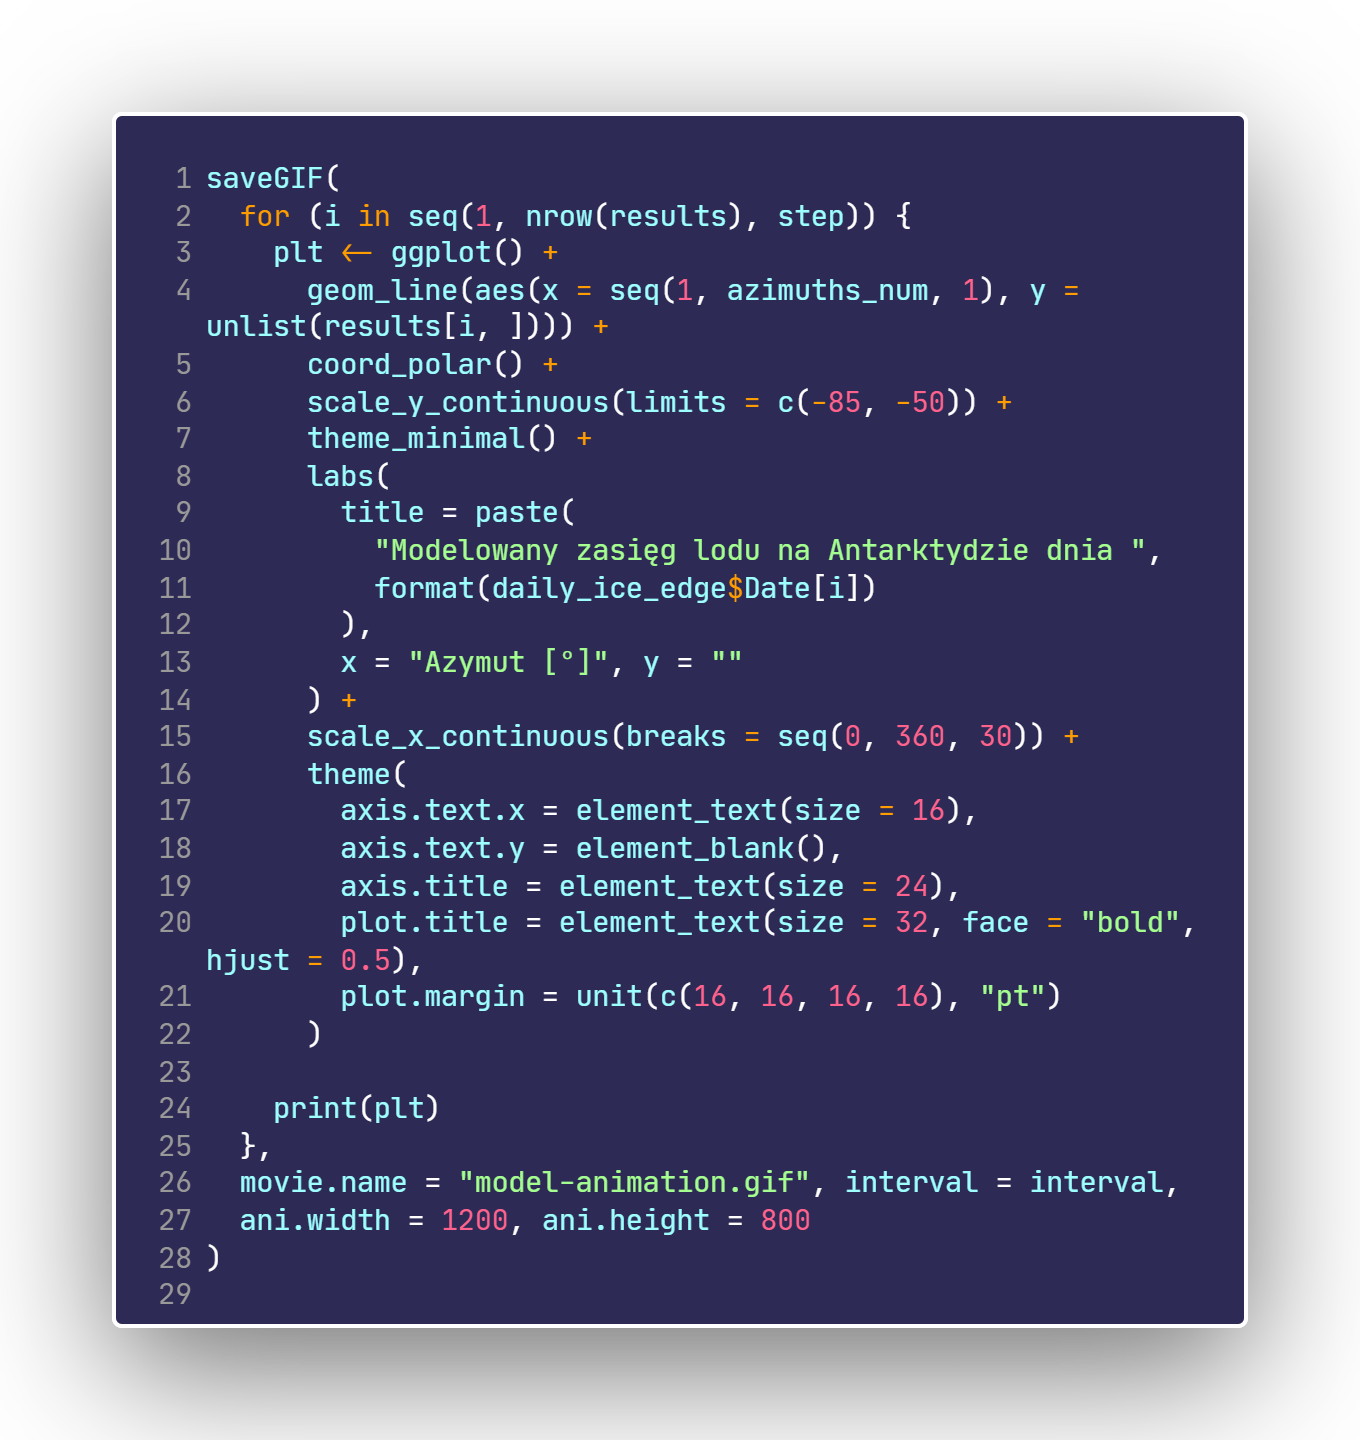 1 saveGIF(
2   for (i in seq(1, nrow(results), step)) {
3     plt <- ggplot() +
4       geom_line(aes(x = seq(1, azimuths_num, 1), y =
unlist(results[i, ]))) +
5       coord_polar() +
6       scale_y_continuous(limits = c(-85, -50)) +
7       theme_minimal() +
8       labs(
9         title = paste(
10           "Modelowany zasięg lodu na Antarktydzie dnia ",
11           format(daily_ice_edge$Date[i])
12         ),
13         x = "Azymut [°]", y = ""
14       ) +
15       scale_x_continuous(breaks = seq(0, 360, 30)) +
16       theme(
17         axis.text.x = element_text(size = 16),
18         axis.text.y = element_blank(),
19         axis.title = element_text(size = 24),
20         plot.title = element_text(size = 32, face = "bold",
hjust = 0.5),
21         plot.margin = unit(c(16, 16, 16, 16), "pt")
22       )
23
24     print(plt)
25   },
26   movie.name = "model-animation.gif", interval = interval,
27   ani.width = 1200, ani.height = 800
28 )
29